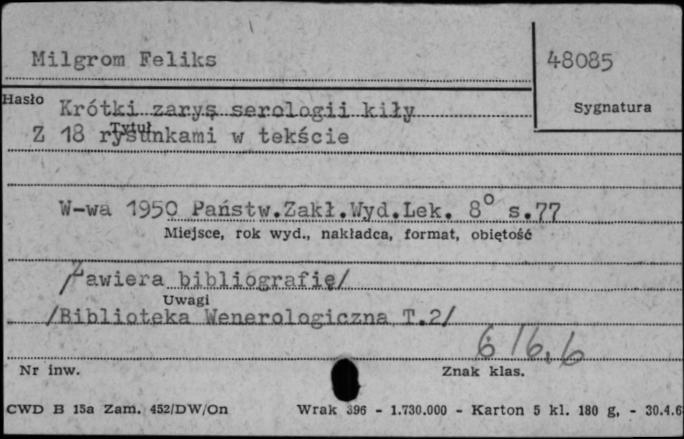 Milgrom Feliks
48085
Hasło
Krótki zarys serologii kiły
Sygnatura
Tytuł
Z 18 rysunkami w tekście
W-wa 1950 Państw.Zakł.Wyd.Lek. 8° s.77
Miejsce, rok wyd., nakładca, format, objętość
/Zawiera bibliografię/
Uwagi
/Biblioteka Wenerologiczna T.2/
616.6
Nr inw.
Znak klas.
CWD B 15a Zam. 452/DW/On
Wrak 396 - 1.730.000 - Karton 5 kl. 180 g, - 30.4.6